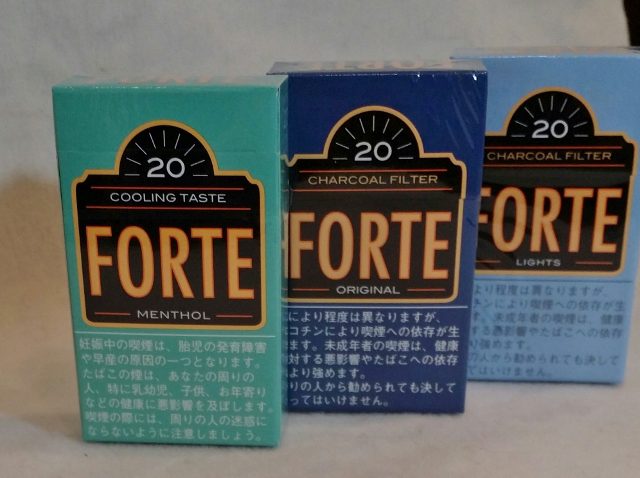 20
COOLING TASTE
FORTE
MENTHOL
妊娠中の喫煙は、胎児の発育障害
や早産の原因の一つとなります。
たばこの煙は、あなたの周りの
人、特に乳幼児、子供、お年寄り
などの健康に悪影響を及ぼします。
喫煙の際には、周りの人の迷惑に
ならないように注意しましょう。
20
CHARCOAL FILTER
FORTE
ORIGINAL
により程度は異なりますが、
コチンにより喫煙への依存が生
ます。未成年者の喫煙は、健康
対する悪影響やたばこへの依存
り強めます。
りの人から勧められても決して
ってはいけません。
20
CHARCOAL FILTER
FORTE
LIGHTS
より程度は異なりますが、
チンにより喫煙への依存が生
す。未成年者の喫煙は、健康
する悪影響やたばこへの依存
強めます。
の人から勧められても決して
てはいけません。